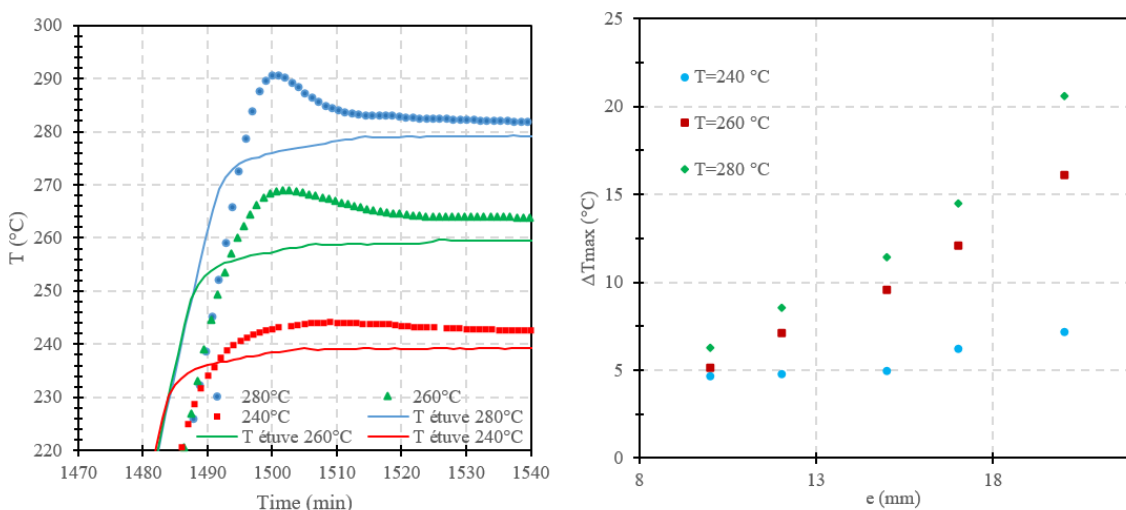 300
290
280
270
260
250
240
230
220
T (°C)
1470 1480 1490 1500 1510 1520 1530 1540
Time (min)
280°C 260°C
240°C T étuve 280°C
T étuve 260°C T étuve 240°C
25
20
15
10
5
0
ΔTmax (°C)
8 13 18
e (mm)
T=240 °C
T=260 °C
T=280 °C